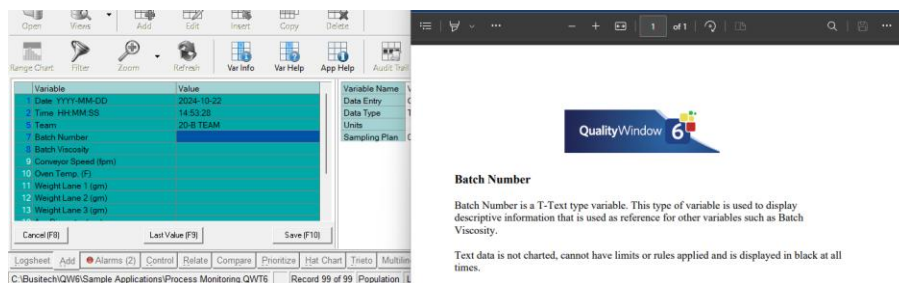 Open Views Add Edit Insert Copy Delete
Range Chart Filter Zoom Refresh Var Info Var Help App Help Audit Trail
Variable Value
1 Date YYYY-MM-DD 2024-10-22
2 Time HH:MM:SS 14:53:28
5 Team 20-B TEAM
7 Batch Number
8 Batch Viscosity
9 Conveyor Speed (fpm)
10 Oven Temp. (F)
11 Weight Lane 1 (gm)
12 Weight Lane 2 (gm)
13 Weight Lane 3 (gm)
Variable Name
Data Entry
Data Type
Units
Sampling Plan
Cancel (F8) Last Value (F9) Save (F10)
Logsheet Add Alarms (2) Control Relate Compare Prioritize Hat Chart Trieto
C:\Busitech\QW6\Sample Applications\Process Monitoring.QWT6 Record 99 of 99 Population
1 of 1
QualityWindow 6
Batch Number
Batch Number is a T-Text type variable. This type of variable is used to display
descriptive information that is used as reference for other variables such as Batch
Viscosity.
Text data is not charted, cannot have limits or rules applied and is displayed in black at all
times.